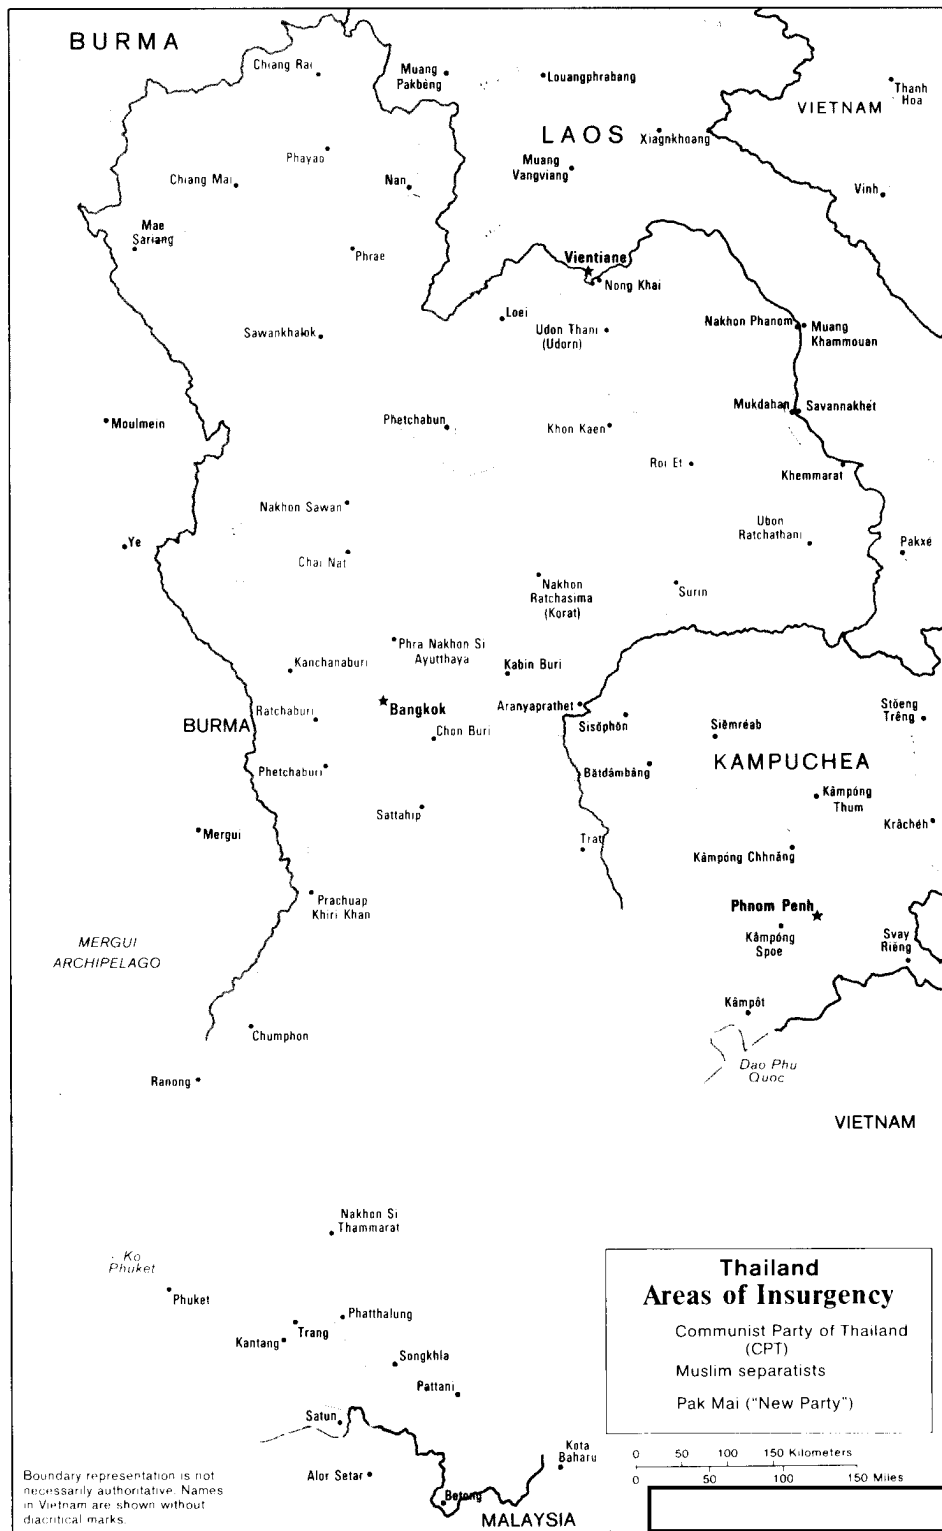 BURMA
Chiang Rai
Muang
Pakbèng
Louangphrabang
Thanh
Hoa
VIETNAM
LAOS
Xiagnkhoang
Phayao
Muang
Vangviang
Chiang Mai
Nan
Vinh
Mae
Sariang
Phrae
Vientiane
Nong Khai
Loei
Udon Thani
(Udorn)
Nakhon Phanom
Muang
Khammouan
Sawankhalok
Mukdahan
Savannakhét
Moulmein
Phetchabun
Khon Kaen
Roi Et
Khemmarat
Nakhon Sawan
Ubon
Ratchathani
Ye
Chai Nat
Pakxé
Nakhon
Ratchasima
(Korat)
Surin
Phra Nakhon Si
Ayutthaya
Kanchanaburi
Kabin Buri
Bangkok
Aranyaprathet
Stŏeng
Trêng
Ratchaburi
BURMA
Chon Buri
Sisŏphŏn
Siĕmréab
Phetchaburi
Bătdâmbâng
KAMPUCHEA
Kâmpóng
Thum
Sattahip
Krâchéh
Mergui
Trat
Kâmpóng Chhnăng
Prachuap
Khiri Khan
Phnom Penh
Kâmpóng
Spoe
Svay
Riĕng
MERGUI
ARCHIPELAGO
Kâmpôt
Chumphon
Dao Phu
Quoc
Ranong
VIETNAM
Nakhon Si
Thammarat
Ko
Phuket
Phuket
Phatthalung
Trang
Kantang
Songkhla
Pattani
Satun
Kota
Baharu
Alor Setar
Betong
MALAYSIA
Thailand
Areas of Insurgency
Communist Party of Thailand
(CPT)
Muslim separatists
Pak Mai ("New Party")
0 50 100 150 Kilometers
0 50 100 150 Miles
Boundary representation is not
necessarily authoritative. Names
in Vietnam are shown without
diacritical marks.